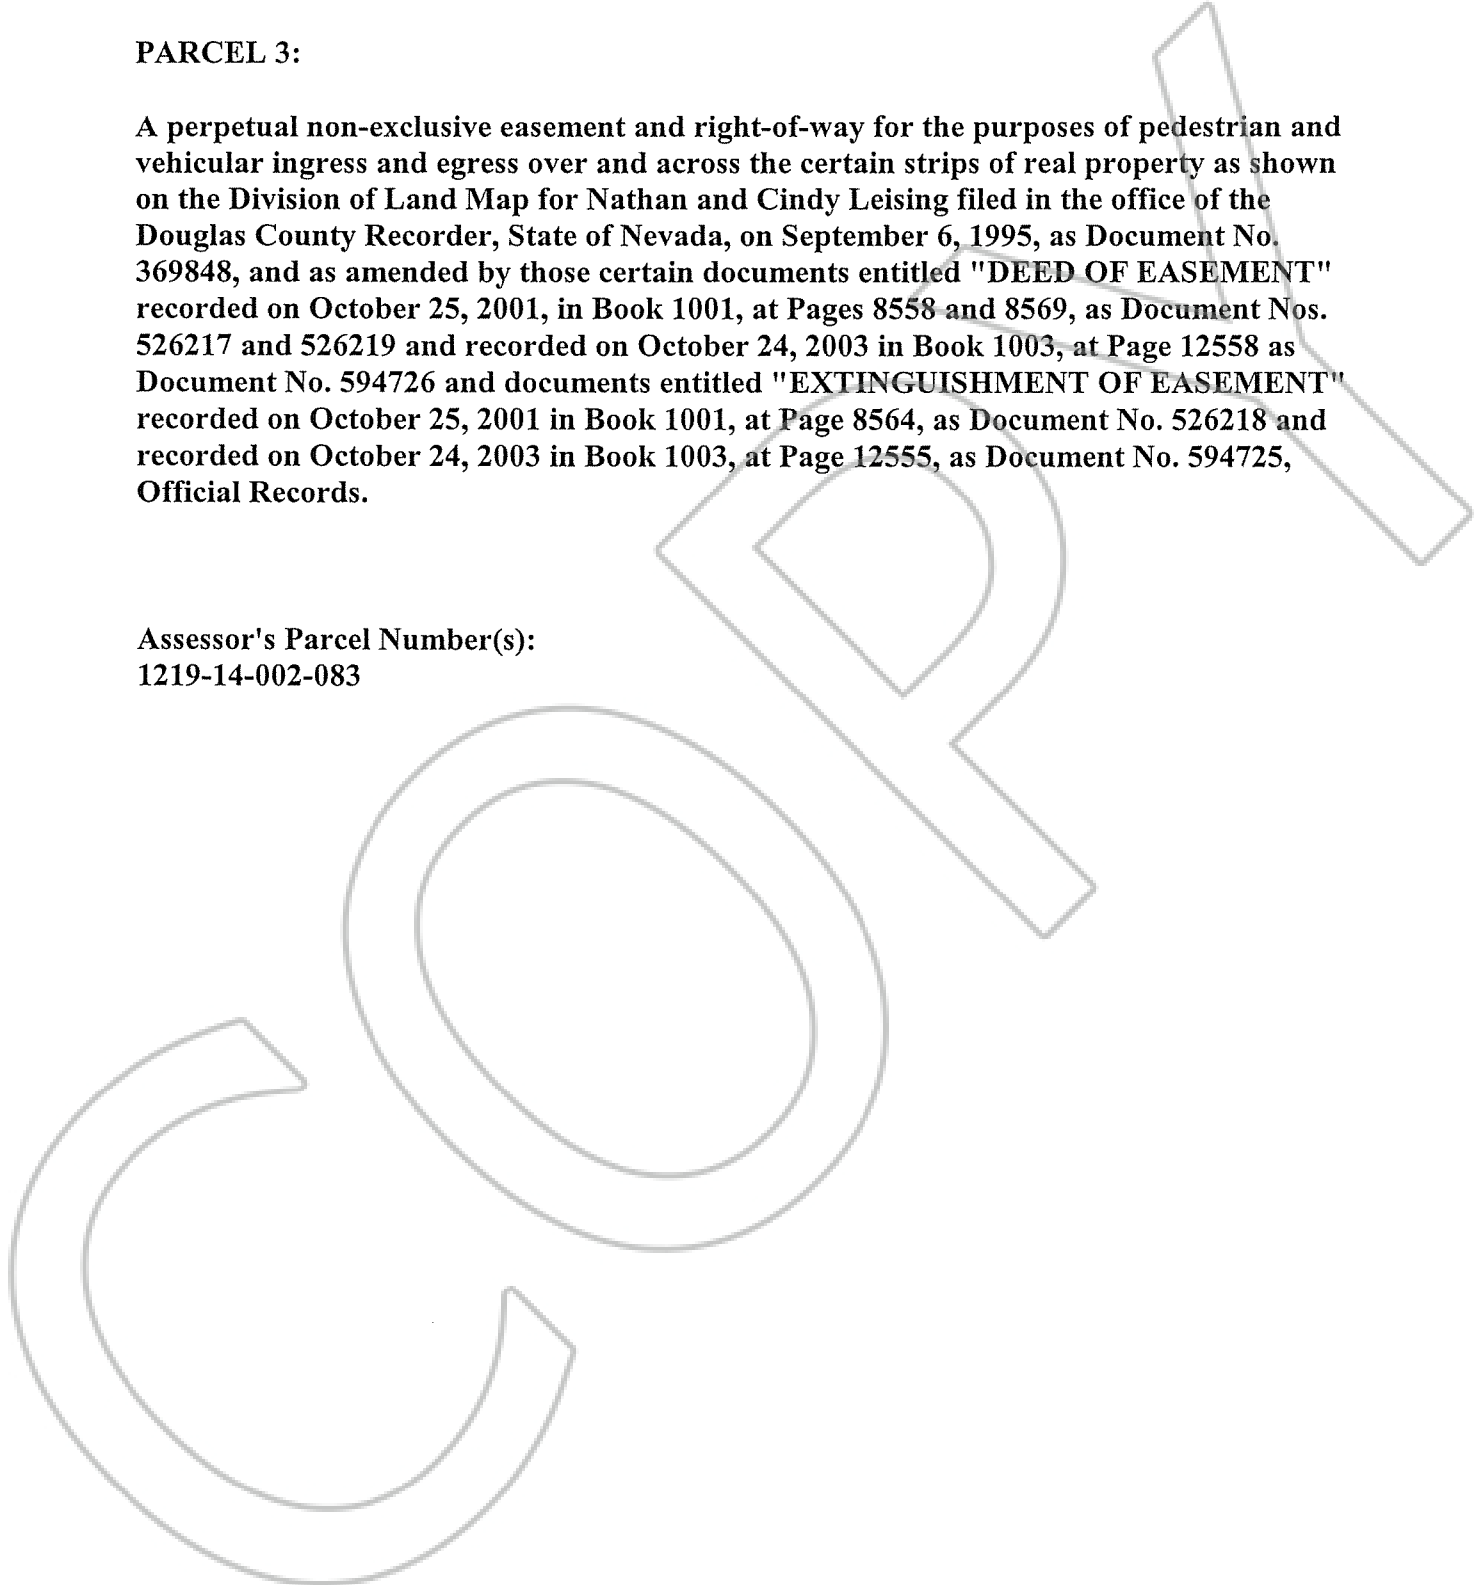 PARCEL 3:
A perpetual non-exclusive easement and right-of-way for the purposes of pedestrian and
vehicular ingress and egress over and across the certain strips of real property as shown
on the Division of Land Map for Nathan and Cindy Leising filed in the office of the
Douglas County Recorder, State of Nevada, on September 6, 1995, as Document No.
369848, and as amended by those certain documents entitled "DEED OF EASEMENT"
recorded on October 25, 2001, in Book 1001, at Pages 8558 and 8569, as Document Nos.
526217 and 526219 and recorded on October 24, 2003 in Book 1003, at Page 12558 as
Document No. 594726 and documents entitled "EXTINGUISHMENT OF EASEMENT"
recorded on October 25, 2001 in Book 1001, at Page 8564, as Document No. 526218 and
recorded on October 24, 2003 in Book 1003, at Page 12555, as Document No. 594725,
Official Records.
Assessor's Parcel Number(s):
1219-14-002-083
COPY